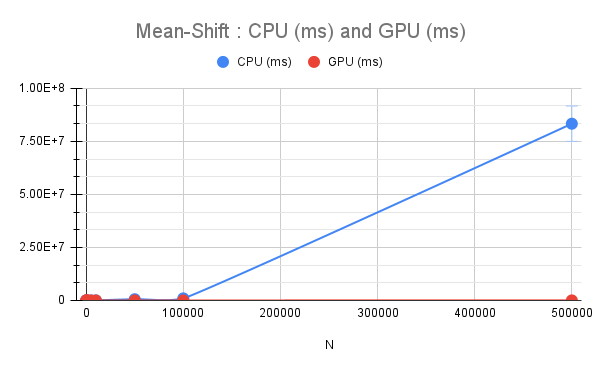 Mean-Shift : CPU (ms) and GPU (ms)
CPU (ms) GPU (ms)
1.00E+8
7.50E+7
5.00E+7
2.50E+7
0
0 100000 200000 300000 400000 500000
N